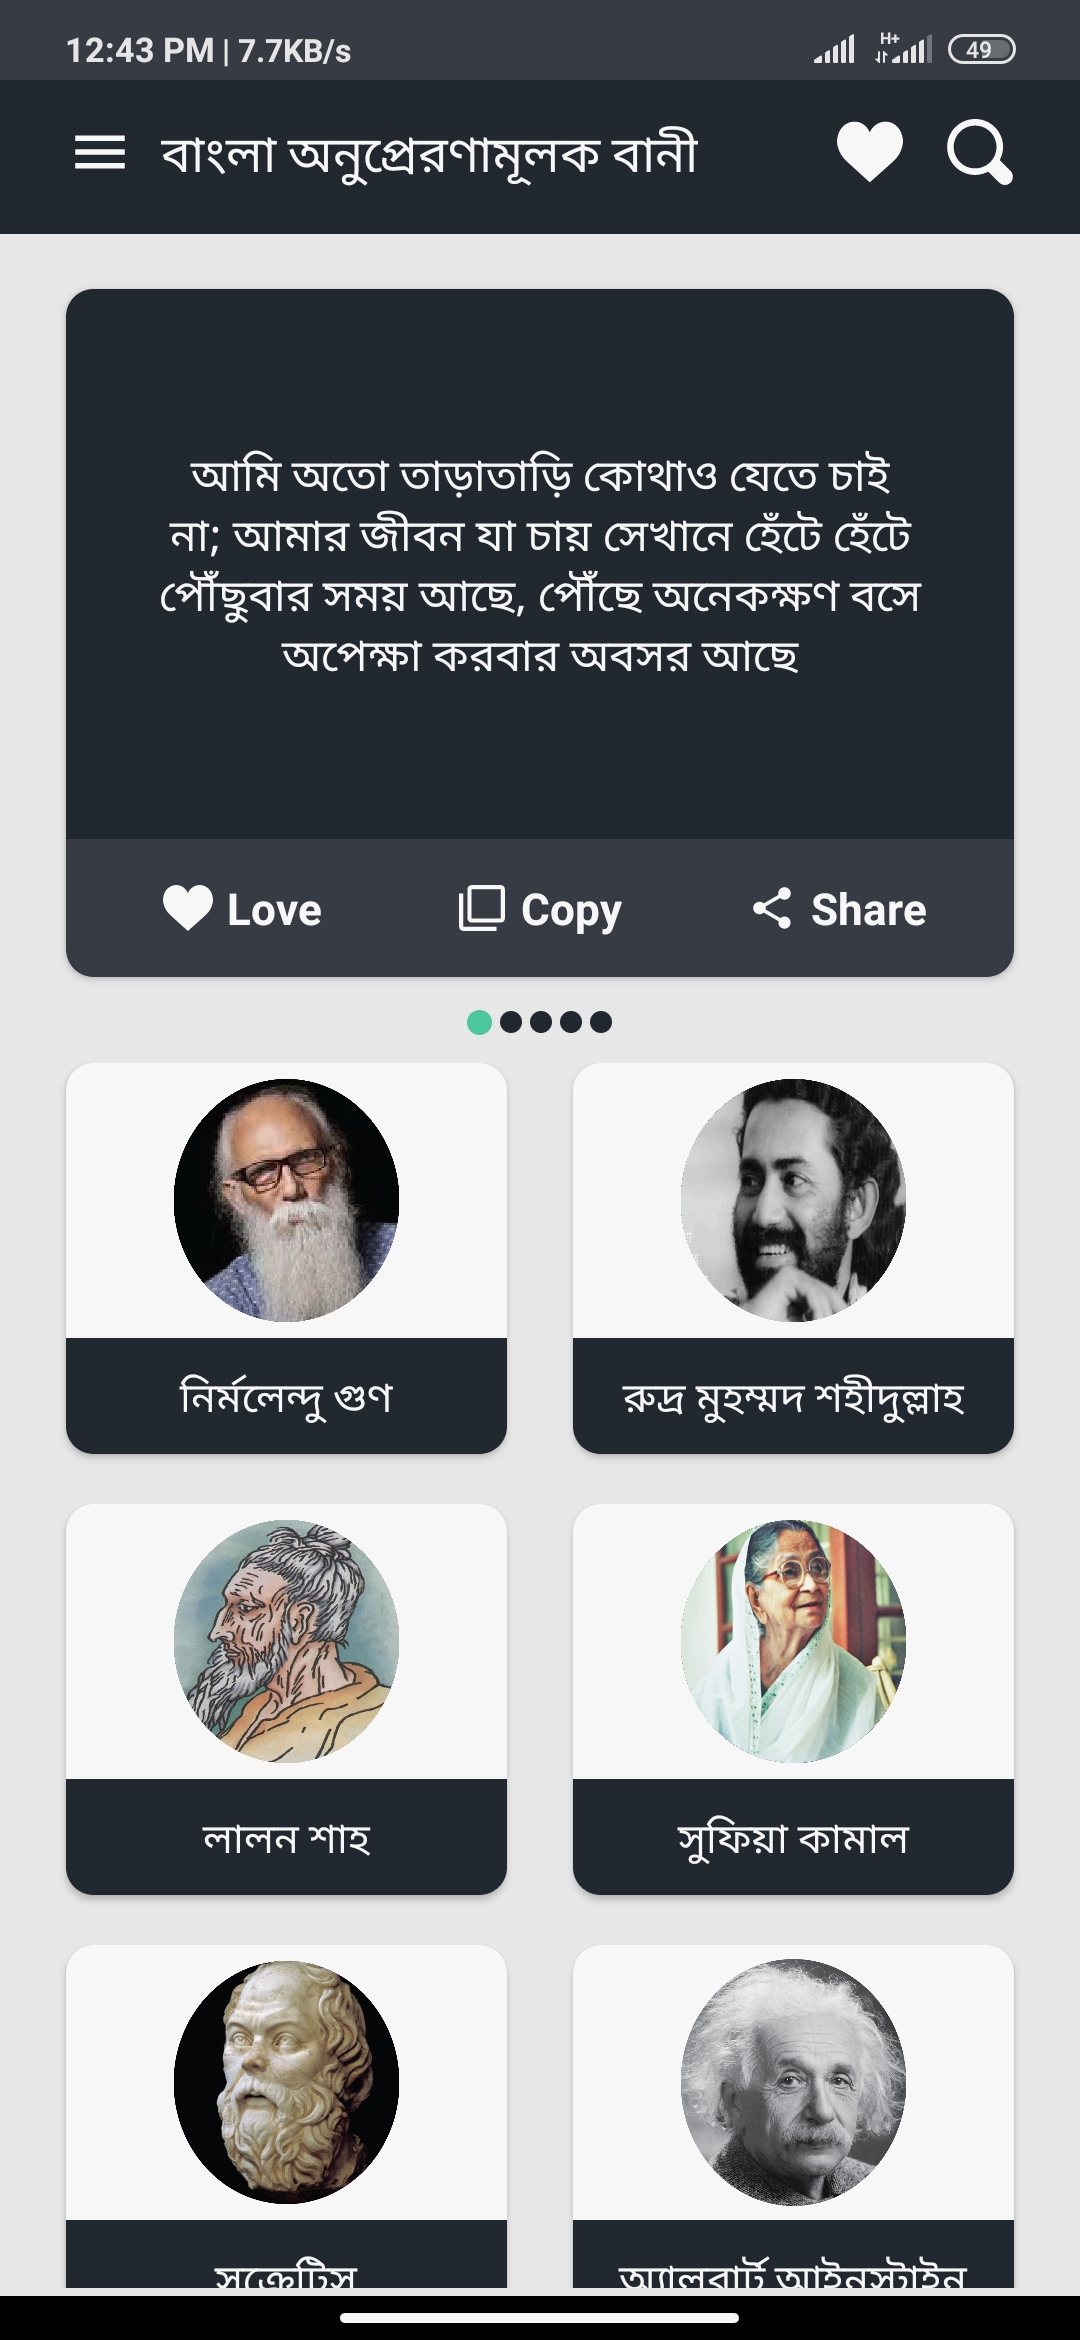 12:43 PM | 7.7KB/s
H+
49
বাংলা অনুপ্রেরণামূলক বানী
আমি অতো তাড়াতাড়ি কোথাও যেতে চাই
না; আমার জীবন যা চায় সেখানে হেঁটে হেঁটে
পৌঁছুবার সময় আছে, পৌঁছে অনেকক্ষণ বসে
অপেক্ষা করবার অবসর আছে
Love Copy Share
নির্মলেন্দু গুণ
রুদ্র মুহম্মদ শহীদুল্লাহ
লালন শাহ
সুফিয়া কামাল
সক্রেটিস
অ্যালবার্ট আইনস্টাইন